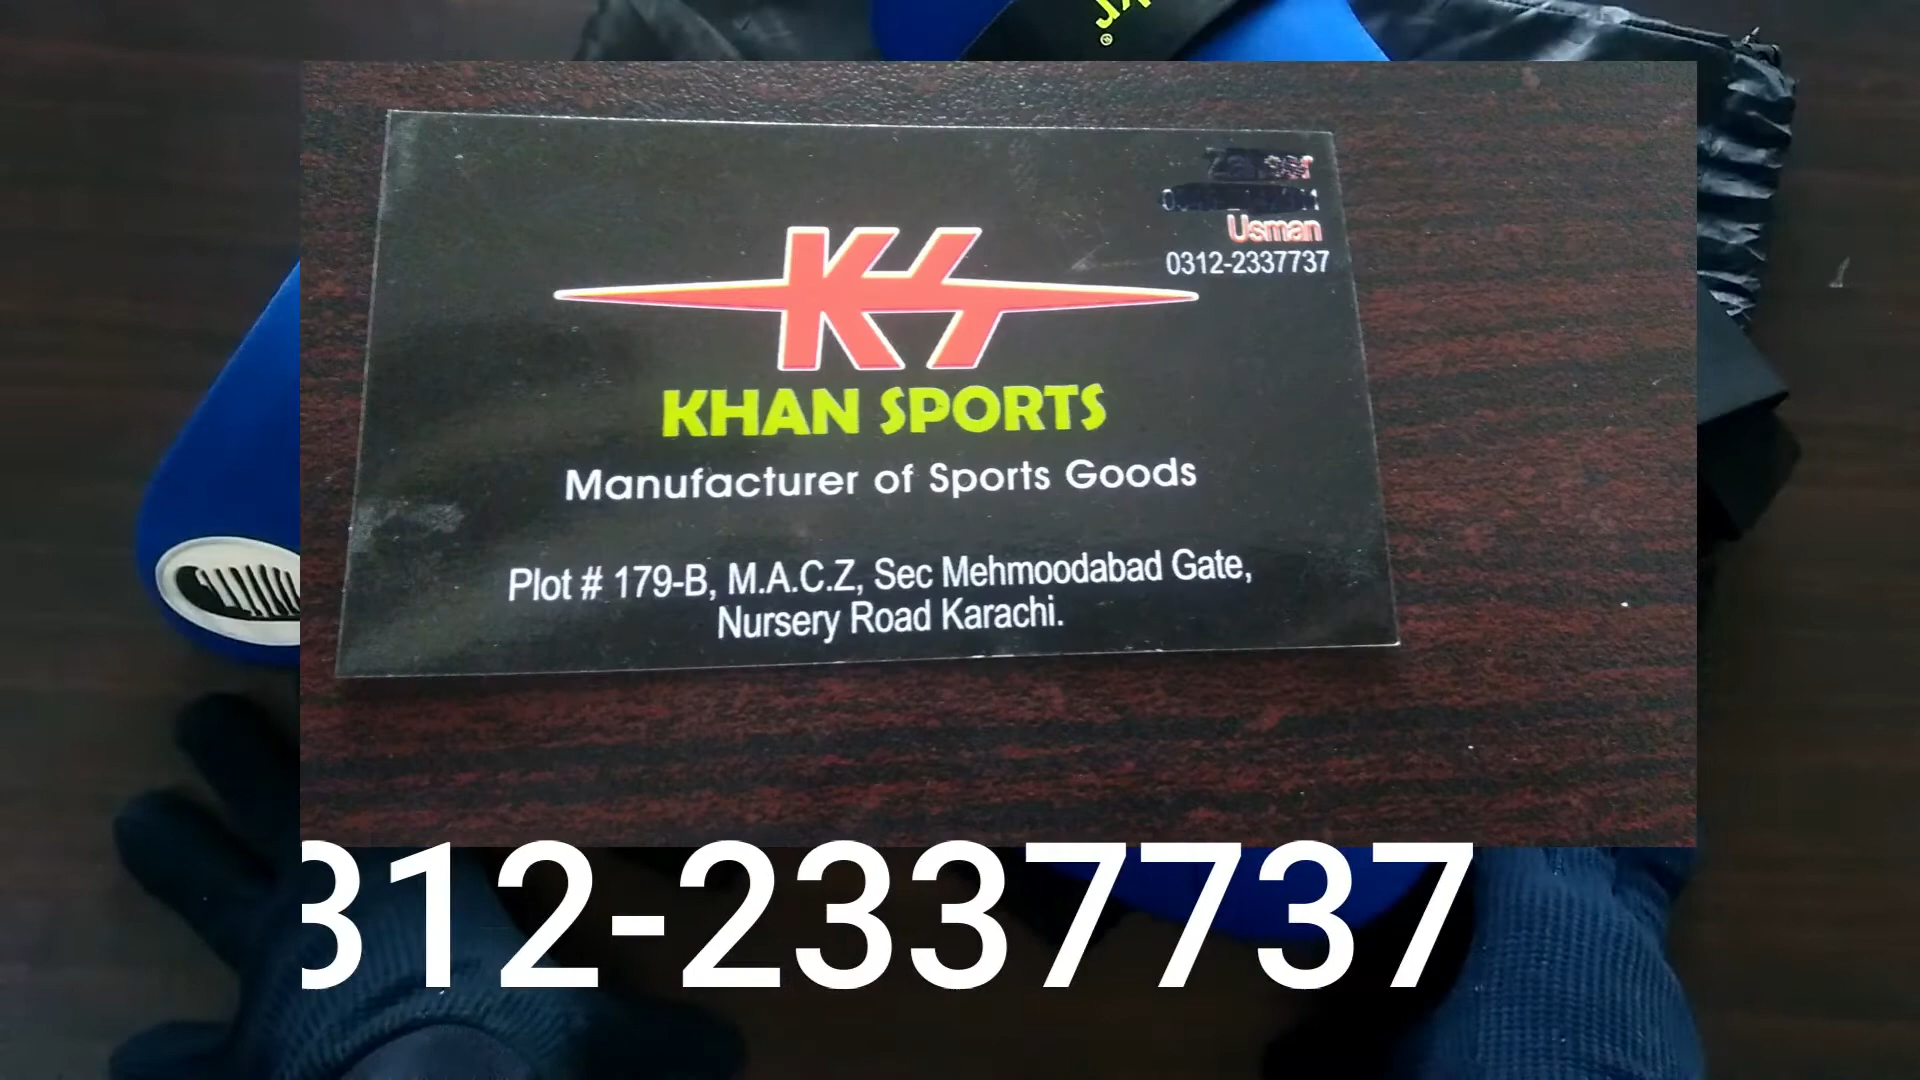 Usman
0312-2337737
KS
KHAN SPORTS
Manufacturer of Sports Goods
Plot # 179-B, M.A.C.Z, Sec Mehmoodabad Gate,
Nursery Road Karachi.
312-2337737